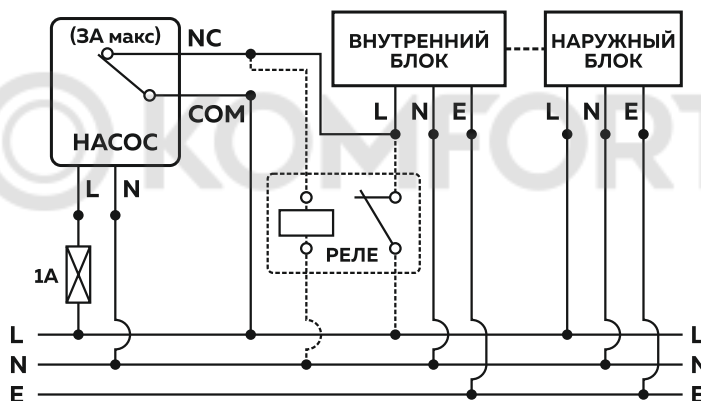 (3А макс)
NC
COM
НАСОС
L N
1А
РЕЛЕ
ВНУТРЕННИЙ
БЛОК
L N E
НАРУЖНЫЙ
БЛОК
L N E
KOMFORT
L L
N N
E E